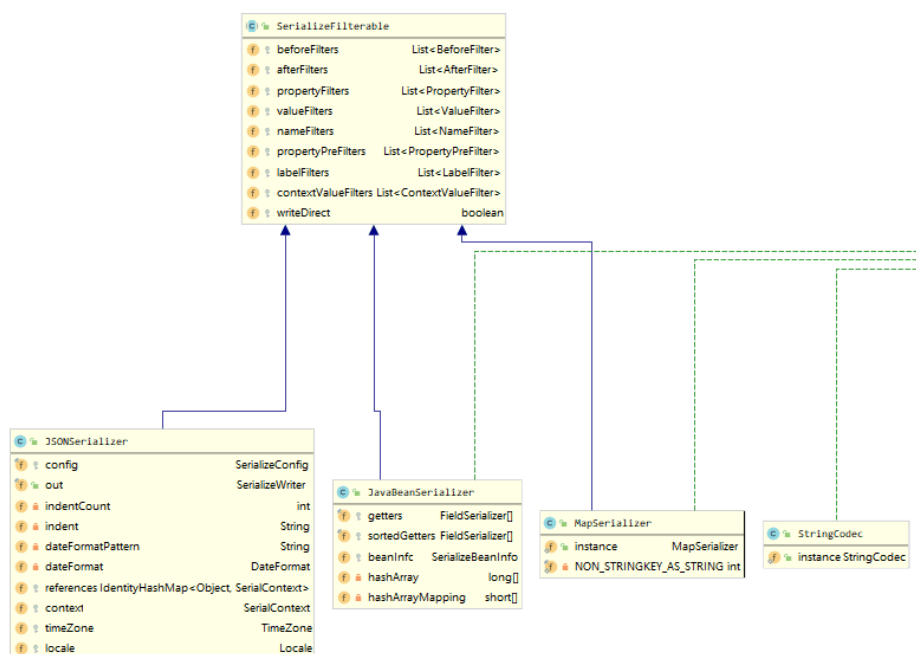 SerializeFilterable
beforeFilters List<BeforeFilter>
afterFilters List<AfterFilter>
propertyFilters List<PropertyFilter>
valueFilters List<ValueFilter>
nameFilters List<NameFilter>
propertyPreFilters List<PropertyPreFilter>
labelFilters List<LabelFilter>
contextValueFilters List<ContextValueFilter>
writeDirect boolean
JSONSerializer
config SerializeConfig
out SerializeWriter
indentCount int
indent String
dateFormatPattern String
dateFormat DateFormat
references IdentityHashMap<Object, SerialContext>
context SerialContext
timeZone TimeZone
locale Locale
JavaBeanSerializer
getters FieldSerializer[]
sortedGetters FieldSerializer[]
beanInfc SerializeBeanInfo
hashArray long[]
hashArrayMapping short[]
MapSerializer
instance MapSerializer
NON_STRINGKEY_AS_STRING int
StringCodec
instance StringCodec